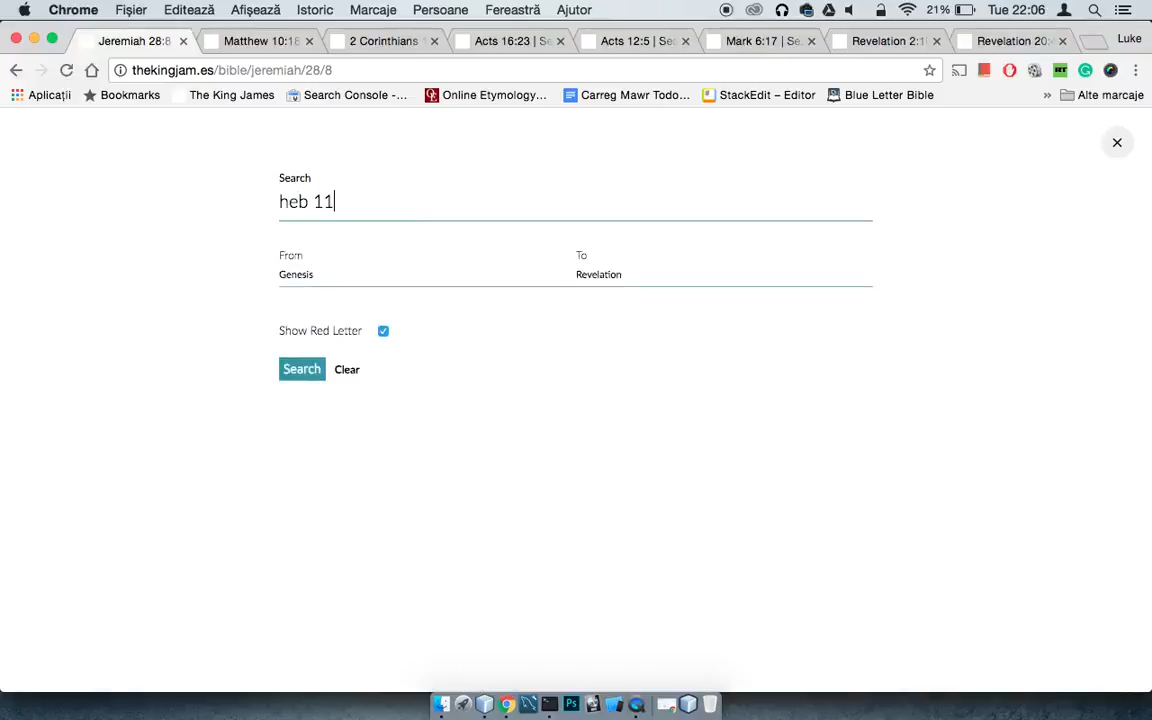 Chrome Fișier Editează Afișează Istoric Marcaje Persoane Fereastră Ajutor 21% Tue 22:06
Jeremiah 28:8 Matthew 10:18 2 Corinthians Acts 16:23 | Se Acts 12:5 | Sea Mark 6:17 | Se Revelation 2:1 Revelation 20: Luke
thekingjam.es/bible/jeremiah/28/8
Aplicații Bookmarks The King James Search Console -... Online Etymology... Carreg Mawr Todo... StackEdit – Editor Blue Letter Bible » Alte marcaje
Search
heb 11
From To
Genesis Revelation
Show Red Letter
Search Clear